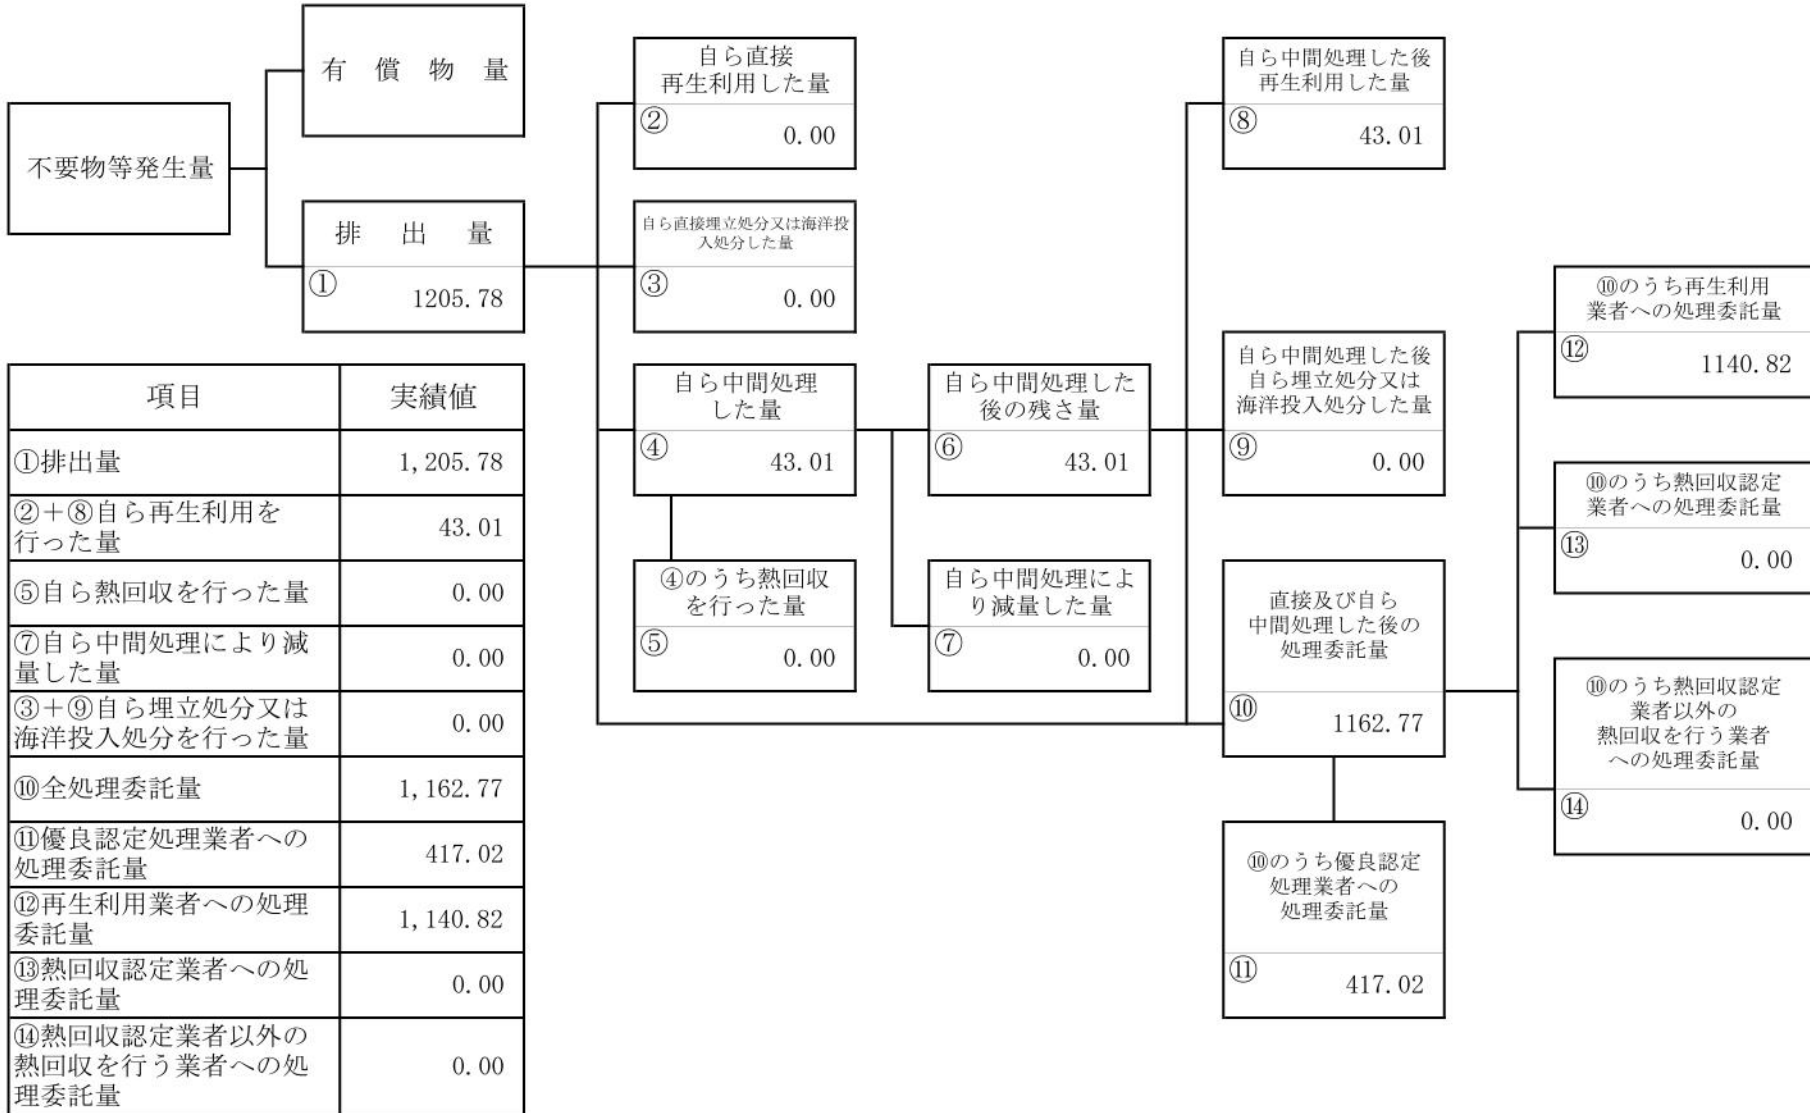 不要物等発生量
有　償　物　量
排　出　量
①
1205.78
自ら直接
再生利用した量
②
0.00
自ら直接埋立処分又は海洋投
入処分した量
③
0.00
自ら中間処理
した量
④
43.01
④のうち熱回収
を行った量
⑤
0.00
自ら中間処理した
後の残さ量
⑥
43.01
自ら中間処理によ
り減量した量
⑦
0.00
自ら中間処理した後
再生利用した量
⑧
43.01
自ら中間処理した後
自ら埋立処分又は
海洋投入処分した量
⑨
0.00
直接及び自ら
中間処理した後の
処理委託量
⑩
1162.77
⑩のうち優良認定
処理業者への
処理委託量
⑪
417.02
⑩のうち再生利用
業者への処理委託量
⑫
1140.82
⑩のうち熱回収認定
業者への処理委託量
⑬
0.00
⑩のうち熱回収認定
業者以外の
熱回収を行う業者
への処理委託量
⑭
0.00
項目 実績値
①排出量 1,205.78
②＋⑧自ら再生利用を
行った量 43.01
⑤自ら熱回収を行った量 0.00
⑦自ら中間処理により減
量した量 0.00
③＋⑨自ら埋立処分又は
海洋投入処分を行った量 0.00
⑩全処理委託量 1,162.77
⑪優良認定処理業者への
処理委託量 417.02
⑫再生利用業者への処理
委託量 1,140.82
⑬熱回収認定業者への処
理委託量 0.00
⑭熱回収認定業者以外の
熱回収を行う業者への処
理委託量 0.00